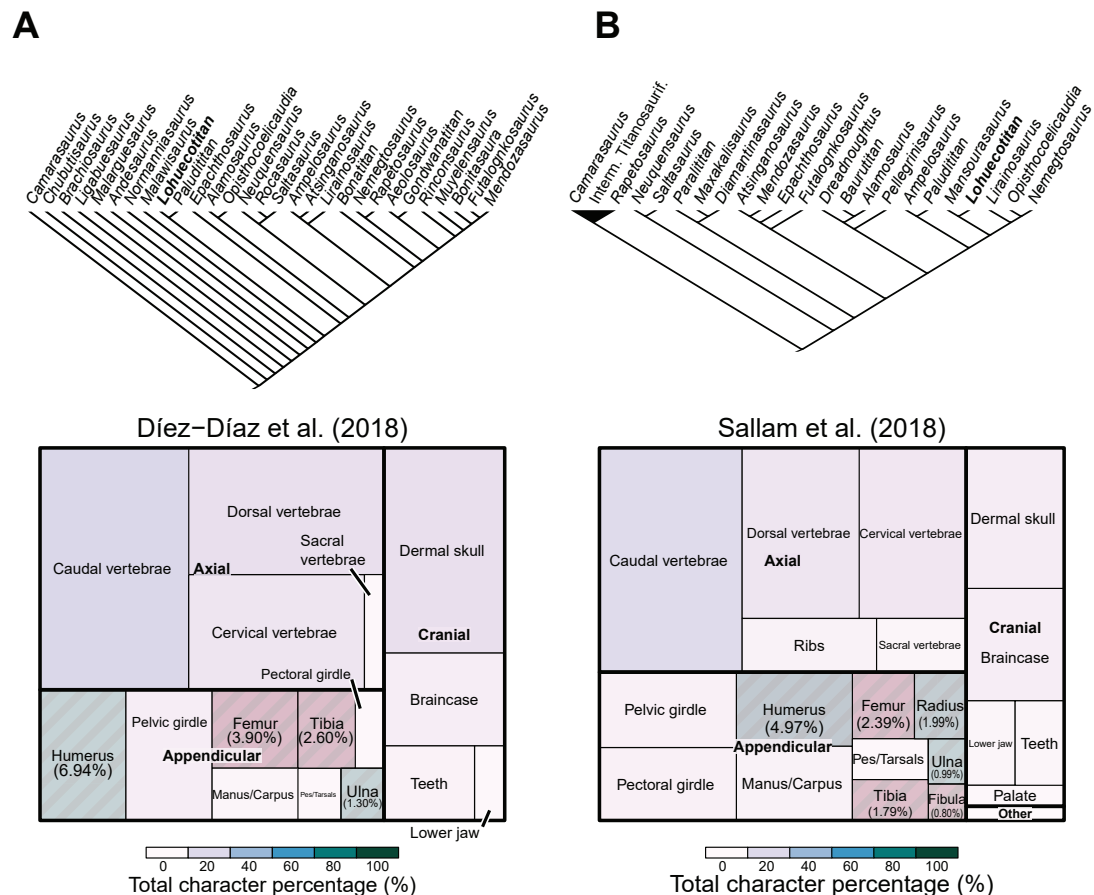 A
B
Camarasaurus
Chubutisaurus
Brachiosaurus
Ligabuesaurus
Malarguesaurus
Andesaurus
Normanniasaurus
Malawisaurus
Lohuecotitan
Paludititan
Epachthosaurus
Alamosaurus
Opisthocoelicaudia
Neuquensaurus
Rocasaurus
Saltasaurus
Ampelosaurus
Atsinganosaurus
Lirainosaurus
Bonatitan
Nemegtosaurus
Rapetosaurus
Aeolosaurus
Gondwanatitan
Rinconsaurus
Muyelensaurus
Bonitasaura
Futalognkosaurus
Mendozasaurus
Camarasaurus
Interm. Titanosaurif.
Rapetosaurus
Neuquensaurus
Saltasaurus
Paralititan
Maxakalisaurus
Diamantinasaurus
Atsinganosaurus
Mendozasaurus
Epachthosaurus
Futalognkosaurus
Dreadnoughtus
Baurutitan
Alamosaurus
Pellegrinisaurus
Ampelosaurus
Paludititan
Mansourasaurus
Lohuecotitan
Lirainosaurus
Opisthocoelicaudia
Nemegtosaurus
Díez−Díaz et al. (2018)
Caudal vertebrae
Dorsal vertebrae
Sacral
vertebrae
Axial
Cervical vertebrae
Dermal skull
Cranial
Braincase
Teeth
Lower jaw
Pectoral girdle
Pelvic girdle
Humerus
(6.94%)
Femur
(3.90%)
Tibia
(2.60%)
Appendicular
Manus/Carpus
Pes/Tarsals
Ulna
(1.30%)
0 20 40 60 80 100
Total character percentage (%)
Sallam et al. (2018)
Caudal vertebrae
Dorsal vertebrae
Axial
Cervical vertebrae
Ribs
Sacral vertebrae
Dermal skull
Cranial
Braincase
Lower jaw
Teeth
Palate
Other
Pelvic girdle
Humerus
(4.97%)
Femur
(2.39%)
Radius
(1.99%)
Appendicular
Pectoral girdle
Manus/Carpus
Pes/Tarsals
Ulna
(0.99%)
Tibia
(1.79%)
Fibula
(0.80%)
0 20 40 60 80 100
Total character percentage (%)